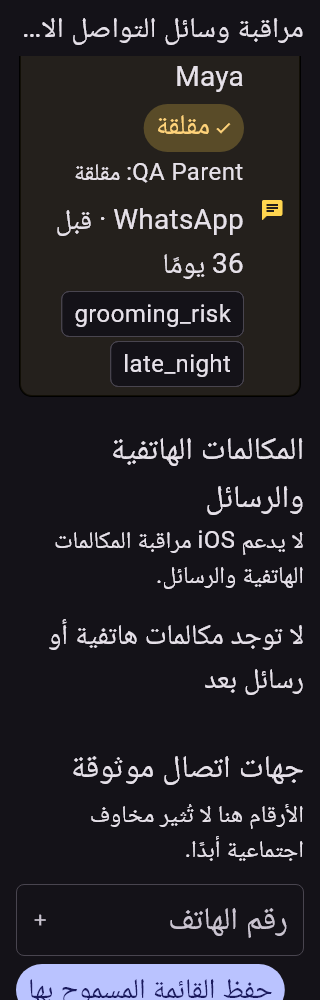 مراقبة وسائل التواصل الا...
Maya
مقلقة
QA Parent: مقلقة
WhatsApp · قبل
36 يومًا
grooming_risk
late_night
المكالمات الهاتفية
والرسائل
لا يدعم iOS مراقبة المكالمات
الهاتفية والرسائل.
لا توجد مكالمات هاتفية أو
رسائل بعد
جهات اتصال موثوقة
الأرقام هنا لا تُثير مخاوف
اجتماعية أبدًا.
رقم الهاتف +
حفظ القائمة المسموح بها